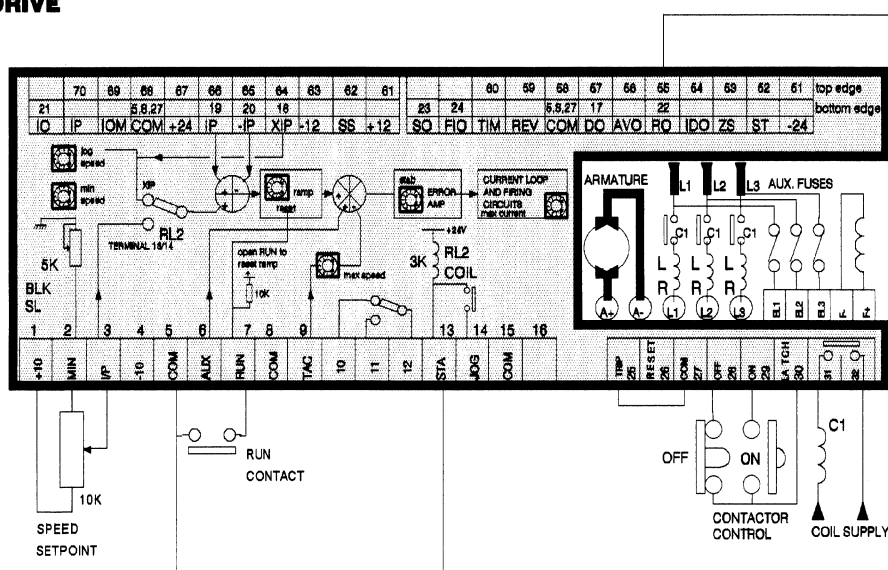 DRIVE
70 69 68 67 66 65 64 63 62 61 60 59 58 57 56 55 54 53 52 51 top edge
21 5,8,27 19 20 18 23 24 5,8,27 17 22 bottom edge
IO IP IOM COM +24 IP -IP XIP -12 SS +12 SO FIO TIM REV COM DO AVO RO IDO ZS ST -24
jog
speed
min
speed
XIP
RL2
TERMINAL 18/14
5K
BLK
SL
ramp
reset
open RUN to
reset ramp
10K
max speed
stab
ERROR
AMP
CURRENT LOOP
AND FIRING
CIRCUITS
max current
+24V
3K
RL2
COIL
ARMATURE
L1 L2 L3 AUX. FUSES
C1 C1 C1
L L L
R R R
A+ A- L1 L2 L3 EL1 EL2 EL3 F- F+
1 2 3 4 5 6 7 8 9 13 14 15 16
+10 MIN I/P -10 COM AUX RUN COM TAC 10 11 12 STA JOG COM
TRIP 25 RESET 26 COM 27 OFF 28 ON 29 LATCH 30 31 32
10K
SPEED
SETPOINT
RUN
CONTACT
OFF ON
CONTACTOR
CONTROL
C1
COIL SUPPLY